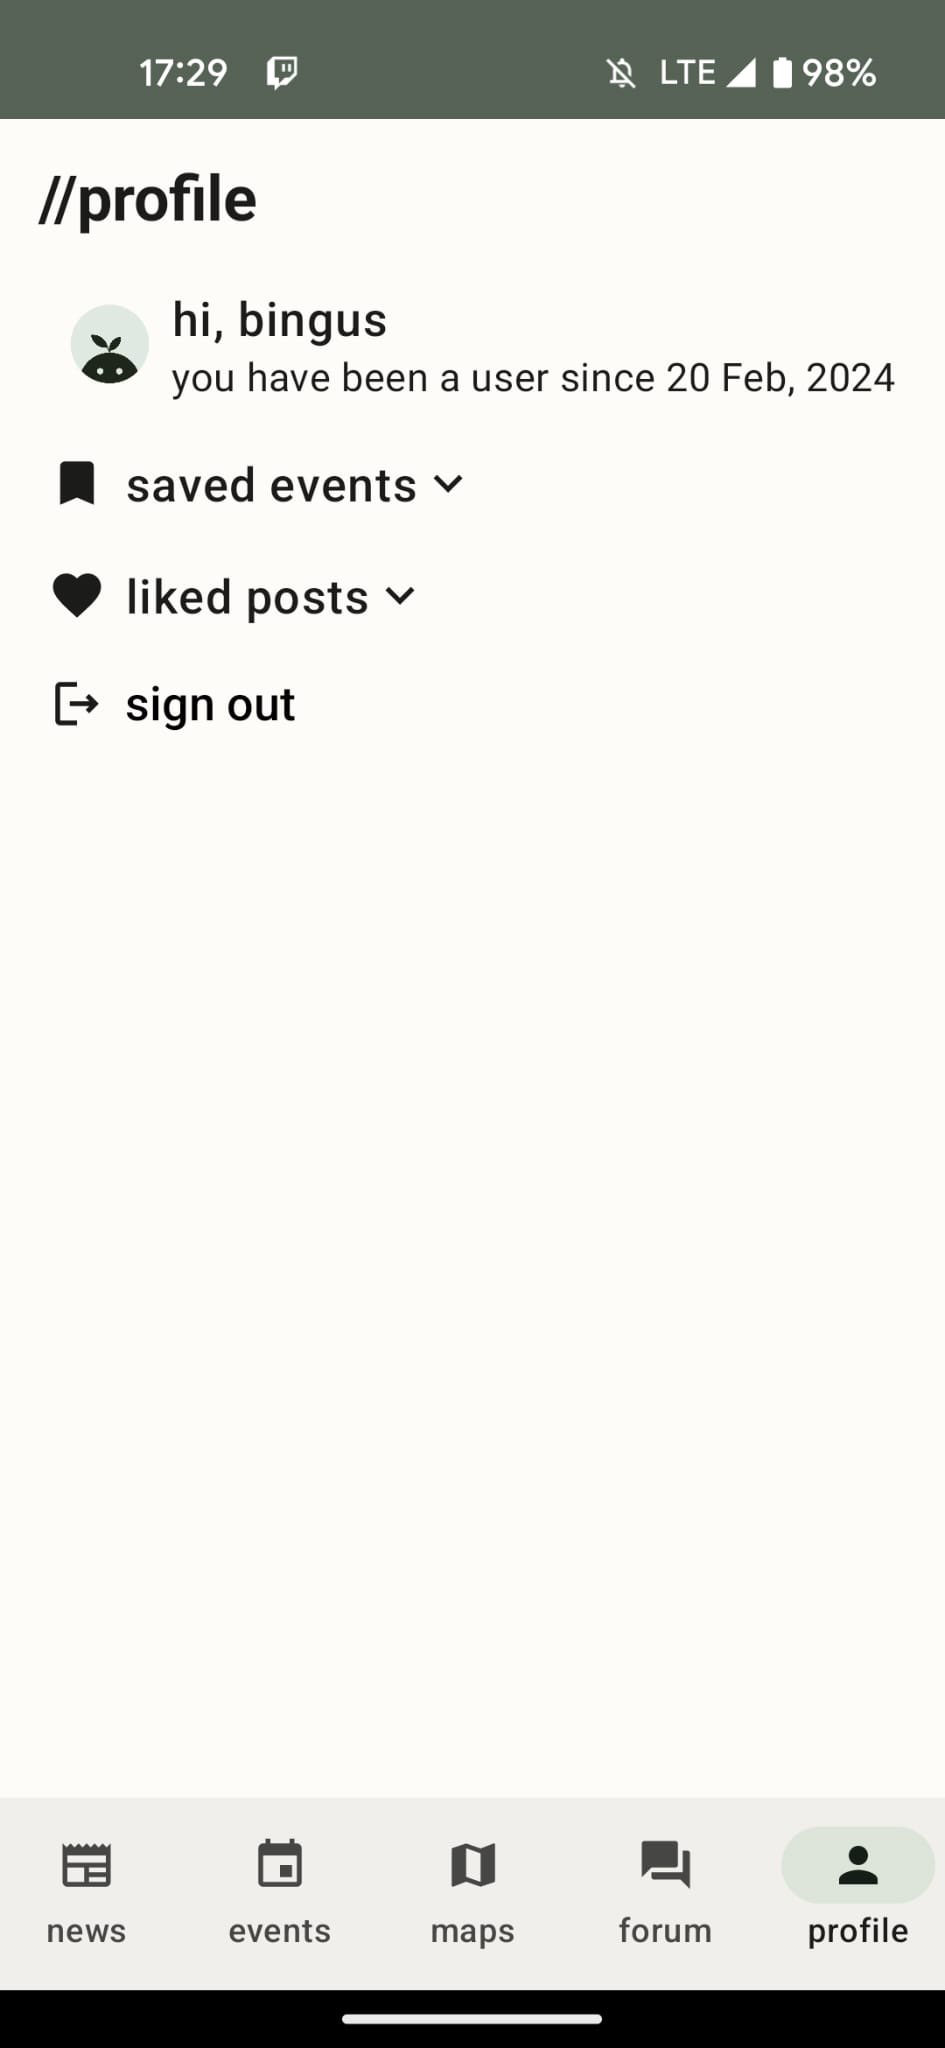 17:29 LTE 98%
//profile
hi, bingus
you have been a user since 20 Feb, 2024
saved events
liked posts
sign out
news events maps forum profile